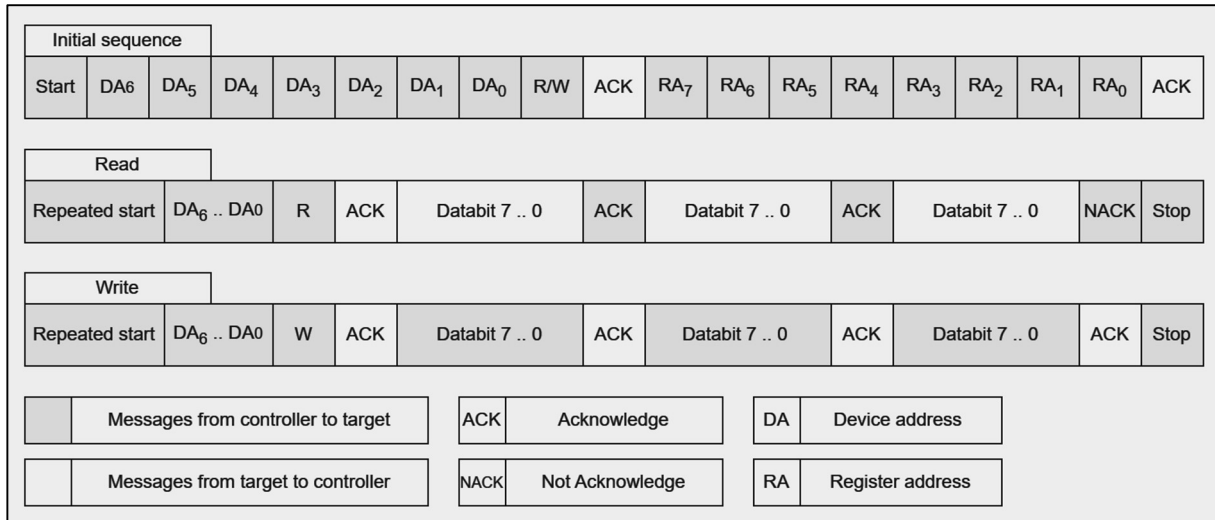 Initial sequence
Start DA6 DA₅ DA₄ DA₃ DA₂ DA₁ DA₀ R/W ACK RA₇ RA₆ RA₅ RA₄ RA₃ RA₂ RA₁ RA₀ ACK
Read
Repeated start DA₆ .. DA0 R ACK Databit 7 .. 0 ACK Databit 7 .. 0 ACK Databit 7 .. 0 NACK Stop
Write
Repeated start DA₆ .. DA0 W ACK Databit 7 .. 0 ACK Databit 7 .. 0 ACK Databit 7 .. 0 ACK Stop
Messages from controller to target ACK Acknowledge DA Device address
Messages from target to controller NACK Not Acknowledge RA Register address